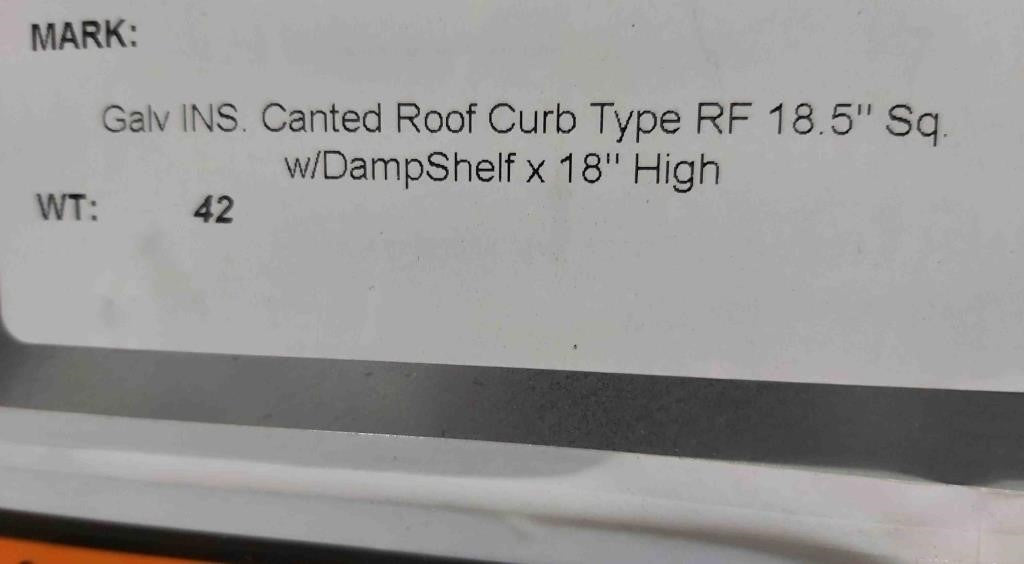 MARK:
Galv INS. Canted Roof Curb Type RF 18.5" Sq.
w/DampShelf x 18" High
WT: 42